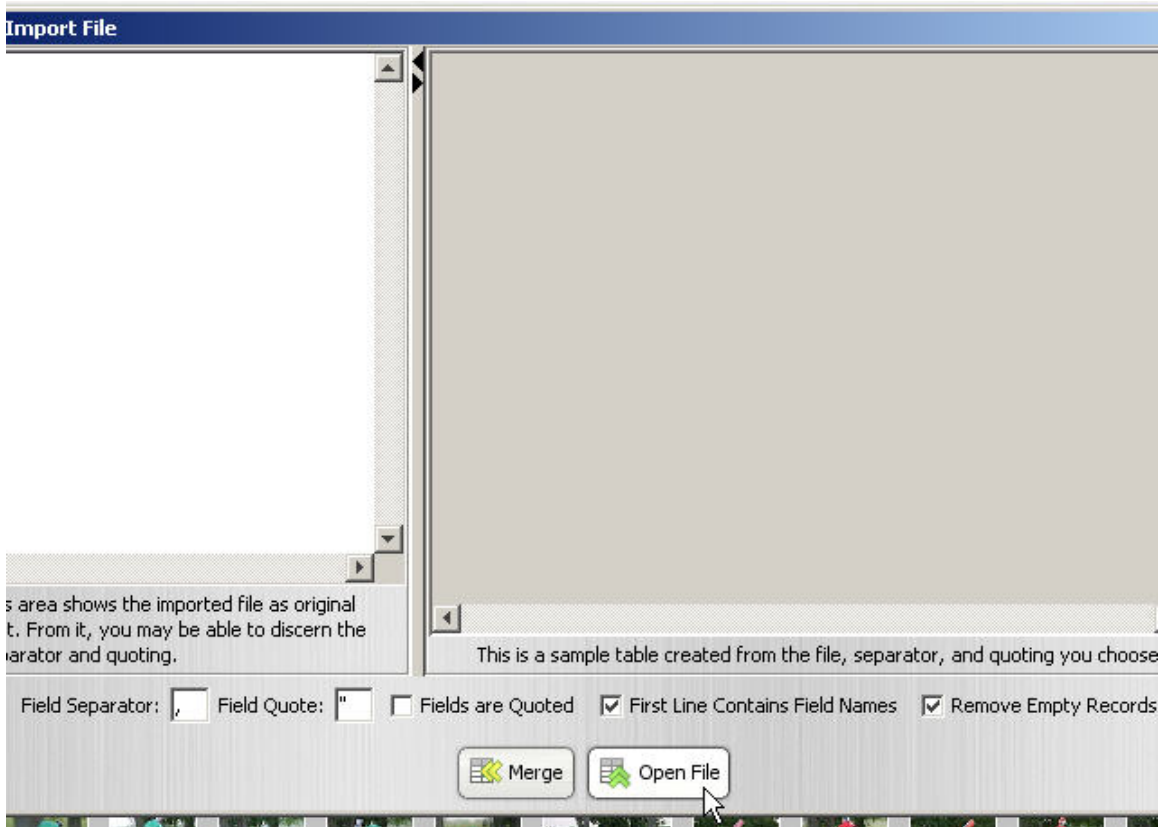 Import File
s area shows the imported file as original
t. From it, you may be able to discern the
arator and quoting.
This is a sample table created from the file, separator, and quoting you choose
Field Separator: , Field Quote: " Fields are Quoted First Line Contains Field Names Remove Empty Records
Merge Open File